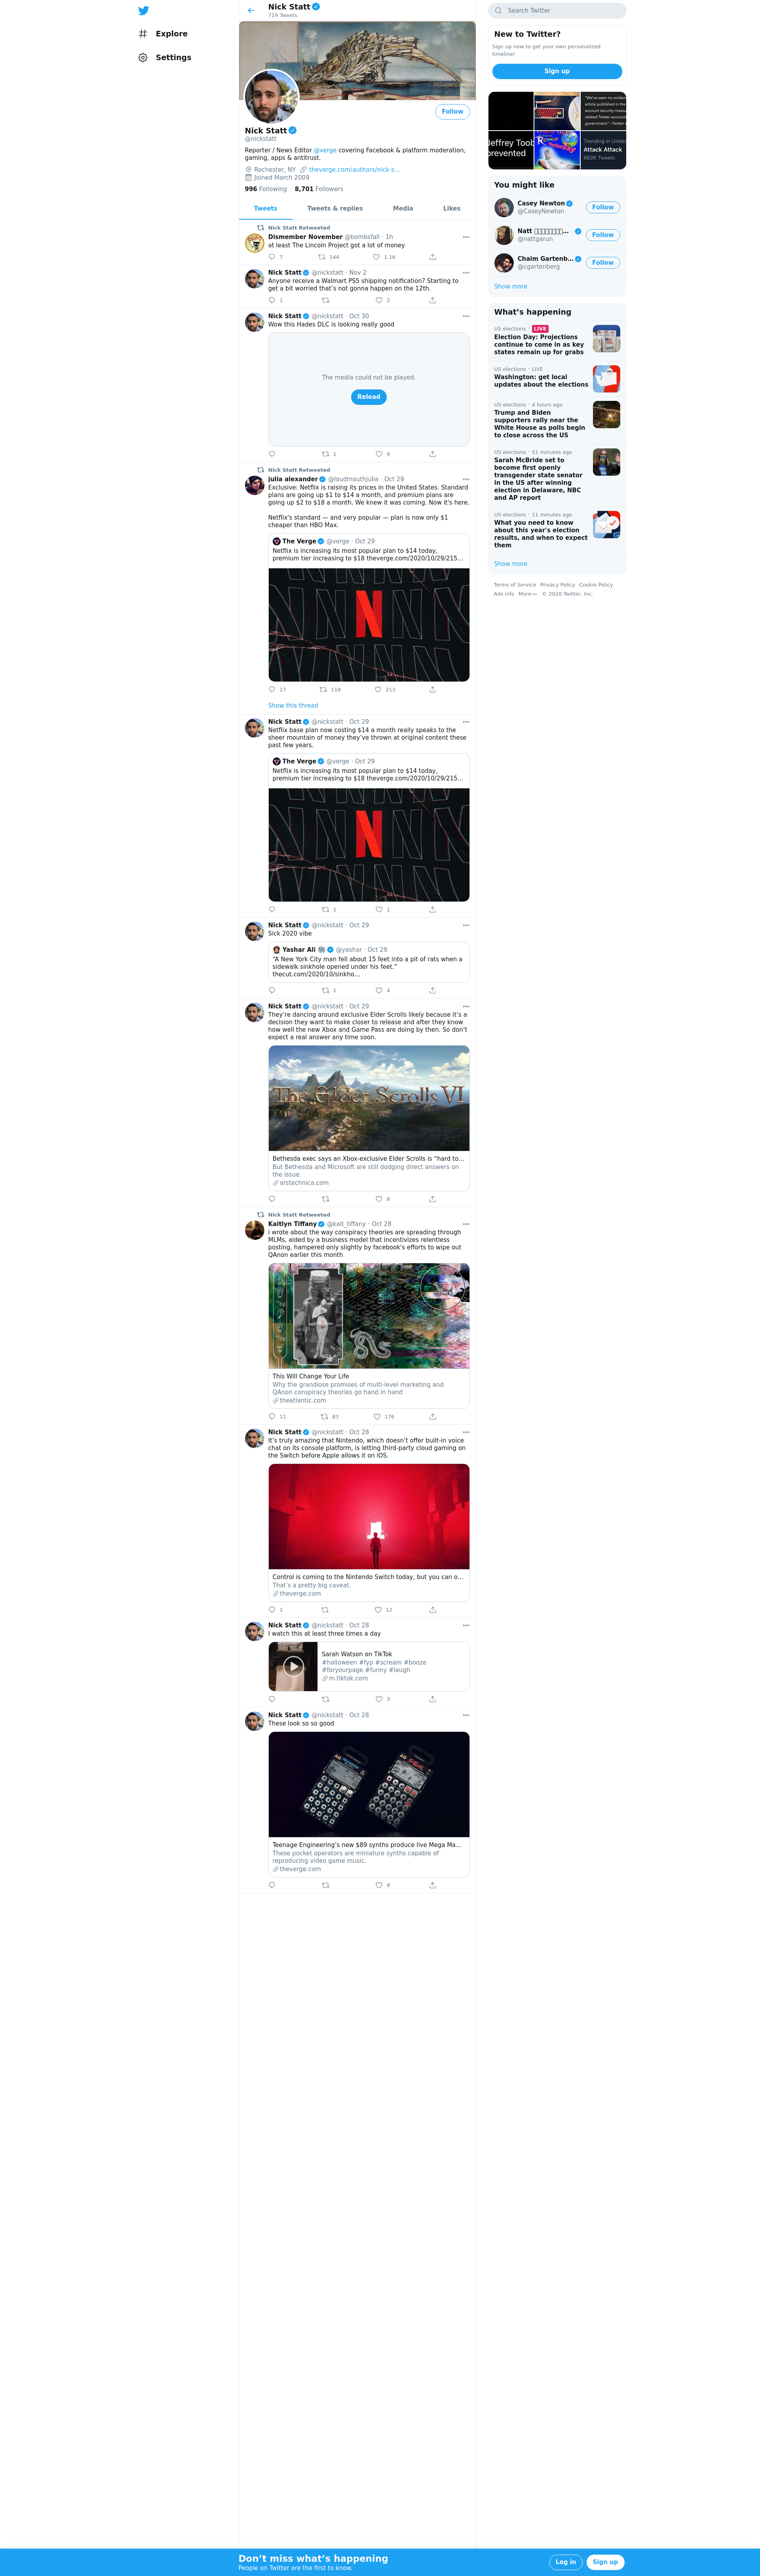 Explore
Settings
Nick Statt
719 Tweets
Follow
Nick Statt
@nickstatt
Reporter / News Editor @verge covering Facebook & platform moderation,
gaming, apps & antitrust.
Rochester, NY theverge.com/authors/nick-s…
Joined March 2009
996 Following 8,701 Followers
Tweets Tweets & replies Media Likes
Nick Statt Retweeted
Dismember November @bombsfall · 1h
at least The Lincoln Project got a lot of money
7 144 1.1K
Nick Statt @nickstatt · Nov 2
Anyone receive a Walmart PS5 shipping notification? Starting to
get a bit worried that’s not gonna happen on the 12th.
1 2
Nick Statt @nickstatt · Oct 30
Wow this Hades DLC is looking really good
The media could not be played.
Reload
1 9
Nick Statt Retweeted
julia alexander @loudmouthjulia · Oct 29
Exclusive: Netflix is raising its prices in the United States. Standard
plans are going up $1 to $14 a month, and premium plans are
going up $2 to $18 a month. We knew it was coming. Now it's here.
Netflix's standard — and very popular — plan is now only $1
cheaper than HBO Max.
The Verge @verge · Oct 29
Netflix is increasing its most popular plan to $14 today,
premium tier increasing to $18 theverge.com/2020/10/29/215…
27 118 213
Show this thread
Nick Statt @nickstatt · Oct 29
Netflix base plan now costing $14 a month really speaks to the
sheer mountain of money they’ve thrown at original content these
past few years.
The Verge @verge · Oct 29
Netflix is increasing its most popular plan to $14 today,
premium tier increasing to $18 theverge.com/2020/10/29/215…
1 1
Nick Statt @nickstatt · Oct 29
Sick 2020 vibe
Yashar Ali @yashar · Oct 29
“A New York City man fell about 15 feet into a pit of rats when a
sidewalk sinkhole opened under his feet.”
thecut.com/2020/10/sinkho…
1 4
Nick Statt @nickstatt · Oct 29
They’re dancing around exclusive Elder Scrolls likely because it’s a
decision they want to make closer to release and after they know
how well the new Xbox and Game Pass are doing by then. So don’t
expect a real answer any time soon.
The Elder Scrolls VI
Bethesda exec says an Xbox-exclusive Elder Scrolls is “hard to…
But Bethesda and Microsoft are still dodging direct answers on
the issue.
arstechnica.com
8
Nick Statt Retweeted
Kaitlyn Tiffany @kait_tiffany · Oct 28
i wrote about the way conspiracy theories are spreading through
MLMs, aided by a business model that incentivizes relentless
posting, hampered only slightly by facebook's efforts to wipe out
QAnon earlier this month
This Will Change Your Life
Why the grandiose promises of multi-level marketing and
QAnon conspiracy theories go hand in hand
theatlantic.com
11 83 176
Nick Statt @nickstatt · Oct 28
It’s truly amazing that Nintendo, which doesn’t offer built-in voice
chat on its console platform, is letting third-party cloud gaming on
the Switch before Apple allows it on iOS.
Control is coming to the Nintendo Switch today, but you can o…
That’s a pretty big caveat.
theverge.com
1 12
Nick Statt @nickstatt · Oct 28
I watch this at least three times a day
Sarah Watson on TikTok
#halloween #fyp #scream #booze
#foryourpage #funny #laugh
m.tiktok.com
3
Nick Statt @nickstatt · Oct 28
These look so so good
Teenage Engineering’s new $89 synths produce live Mega Ma…
These pocket operators are miniature synths capable of
reproducing video game music.
theverge.com
8
Search Twitter
New to Twitter?
Sign up now to get your own personalized
timeline!
Sign up
Jeffrey Toob
prevented
Trending in United
Attack Attack
682K Tweets
You might like
Casey Newton
@CaseyNewton
Follow
Natt
@nattgarun
Follow
Chaim Gartenb…
@cgartenberg
Follow
Show more
What’s happening
US elections · LIVE
Election Day: Projections
continue to come in as key
states remain up for grabs
US elections · LIVE
Washington: get local
updates about the elections
US elections · 4 hours ago
Trump and Biden
supporters rally near the
White House as polls begin
to close across the US
US elections · 51 minutes ago
Sarah McBride set to
become first openly
transgender state senator
in the US after winning
election in Delaware, NBC
and AP report
US elections · 11 minutes ago
What you need to know
about this year's election
results, and when to expect
them
Show more
Terms of Service Privacy Policy Cookie Policy
Ads info More © 2020 Twitter, Inc.
Don’t miss what’s happening
People on Twitter are the first to know.
Log in Sign up